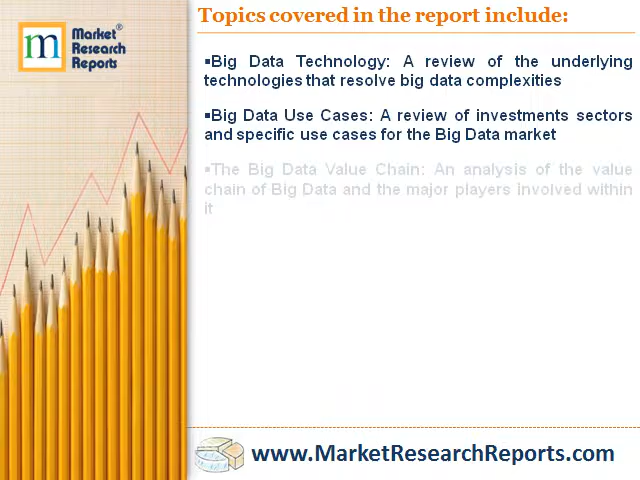 Topics covered in the report include:
m
Market®
Research
Reports
▪Big Data Technology: A review of the underlying
technologies that resolve big data complexities
▪Big Data Use Cases: A review of investments sectors
and specific use cases for the Big Data market
▪The Big Data Value Chain: An analysis of the value
chain of Big Data and the major players involved within
it
www.MarketResearchReports.com